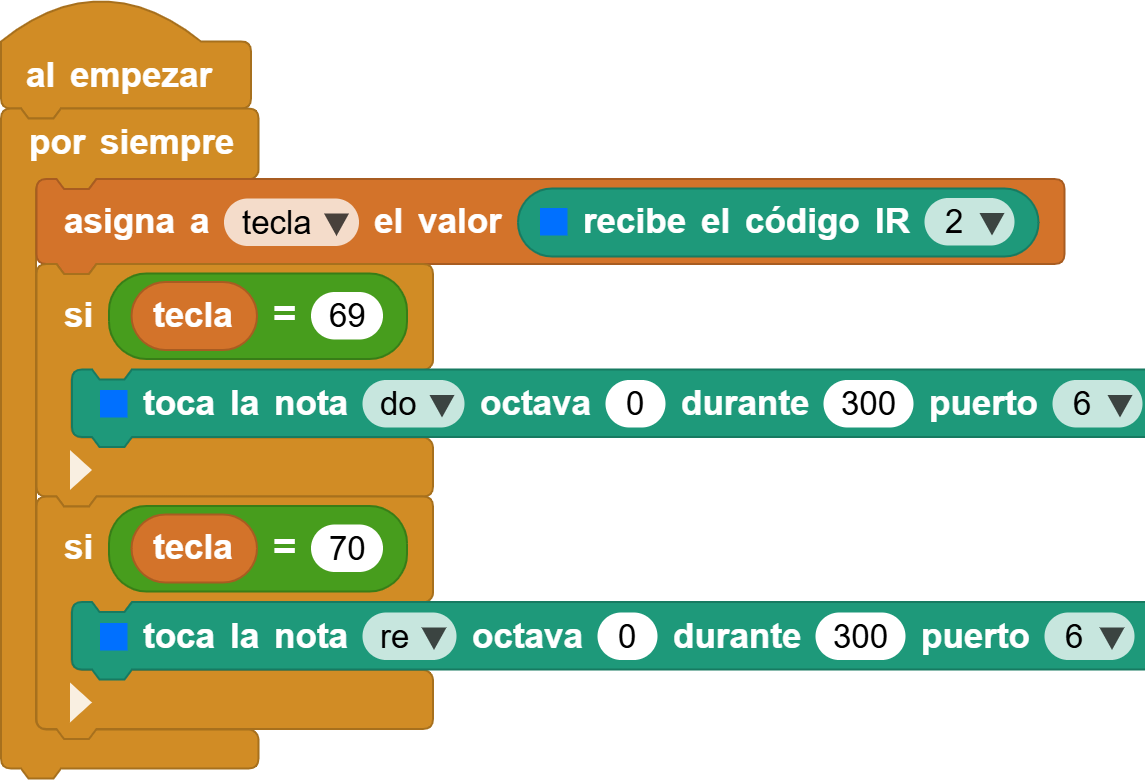 al empezar
por siempre
asigna a tecla el valor recibe el código IR 2
si tecla = 69
toca la nota do octava 0 durante 300 puerto 6
si tecla = 70
toca la nota re octava 0 durante 300 puerto 6